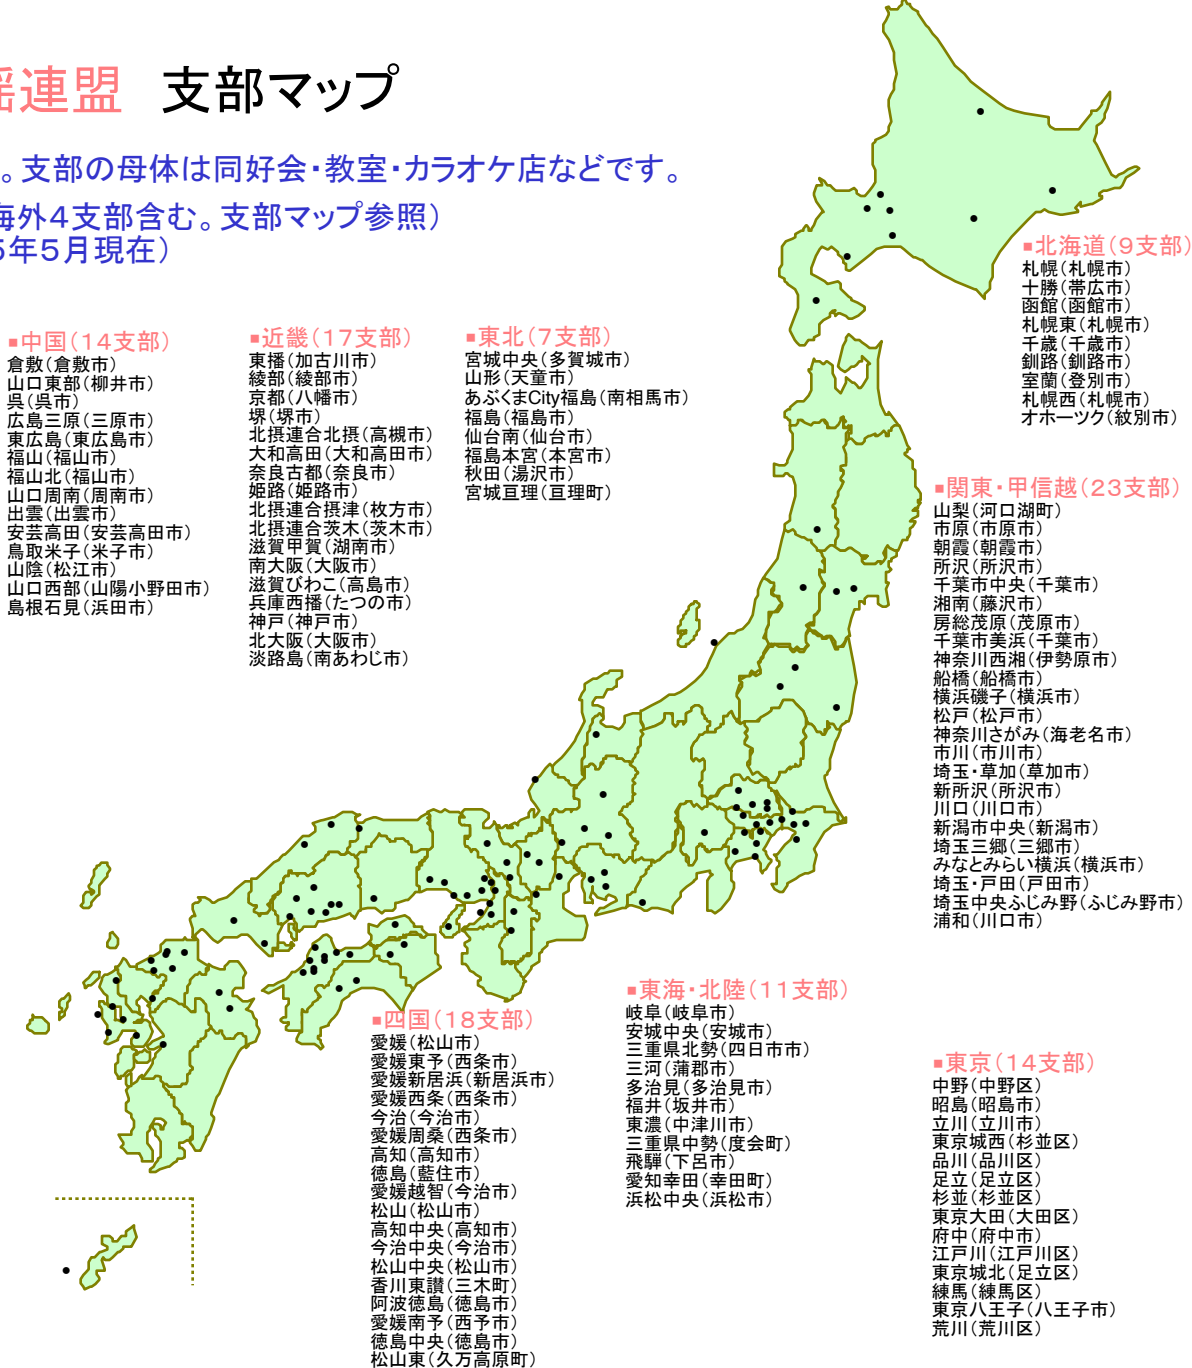 謡連盟　支部マップ
。支部の母体は同好会・教室・カラオケ店などです。
海外４支部含む。支部マップ参照）
5年５月現在）
■北海道（９支部）
札幌（札幌市）
十勝（帯広市）
函館（函館市）
札幌東（札幌市）
千歳（千歳市）
釧路（釧路市）
室蘭（登別市）
札幌西（札幌市）
オホーツク（紋別市）
■中国（１４支部）
倉敷（倉敷市）
山口東部（柳井市）
呉（呉市）
広島三原（三原市）
東広島（東広島市）
福山（福山市）
福山北（福山市）
山口周南（周南市）
出雲（出雲市）
安芸高田（安芸高田市）
鳥取米子（米子市）
山陰（松江市）
山口西部（山陽小野田市）
島根石見（浜田市）
■近畿（１７支部）
東播（加古川市）
綾部（綾部市）
京都（八幡市）
堺（堺市）
北摂連合北摂（高槻市）
大和高田（大和高田市）
奈良古都（奈良市）
姫路（姫路市）
北摂連合摂津（枚方市）
北摂連合茨木（茨木市）
滋賀甲賀（湖南市）
南大阪（大阪市）
滋賀びわこ（高島市）
兵庫西播（たつの市）
神戸（神戸市）
北大阪（大阪市）
淡路島（南あわじ市）
■東北（７支部）
宮城中央（多賀城市）
山形（天童市）
あぶくまCity福島（南相馬市）
福島（福島市）
仙台南（仙台市）
福島本宮（本宮市）
秋田（湯沢市）
宮城亘理（亘理町）
■関東・甲信越（２３支部）
山梨（河口湖町）
市原（市原市）
朝霞（朝霞市）
所沢（所沢市）
千葉市中央（千葉市）
湘南（藤沢市）
房総茂原（茂原市）
千葉市美浜（千葉市）
神奈川西湘（伊勢原市）
船橋（船橋市）
横浜磯子（横浜市）
松戸（松戸市）
神奈川さがみ（海老名市）
市川（市川市）
埼玉・草加（草加市）
新所沢（所沢市）
川口（川口市）
新潟市中央（新潟市）
埼玉三郷（三郷市）
みなとみらい横浜（横浜市）
埼玉・戸田（戸田市）
埼玉中央ふじみ野（ふじみ野市）
浦和（川口市）
■四国（１８支部）
愛媛（松山市）
愛媛東予（西条市）
愛媛新居浜（新居浜市）
愛媛西条（西条市）
今治（今治市）
愛媛周桑（西条市）
高知（高知市）
徳島（藍住市）
愛媛越智（今治市）
松山（松山市）
高知中央（高知市）
今治中央（今治市）
松山中央（松山市）
香川東讃（三木町）
阿波徳島（徳島市）
愛媛南予（西予市）
徳島中央（徳島市）
松山東（久万高原町）
■東海・北陸（１１支部）
岐阜（岐阜市）
安城中央（安城市）
三重県北勢（四日市市）
三河（蒲郡市）
多治見（多治見市）
福井（坂井市）
東濃（中津川市）
三重県中勢（度会町）
飛騨（下呂市）
愛知幸田（幸田町）
浜松中央（浜松市）
■東京（１４支部）
中野（中野区）
昭島（昭島市）
立川（立川市）
東京城西（杉並区）
品川（品川区）
足立（足立区）
杉並（杉並区）
東京大田（大田区）
府中（府中市）
江戸川（江戸川区）
東京城北（足立区）
練馬（練馬区）
東京八王子（八王子市）
荒川（荒川区）